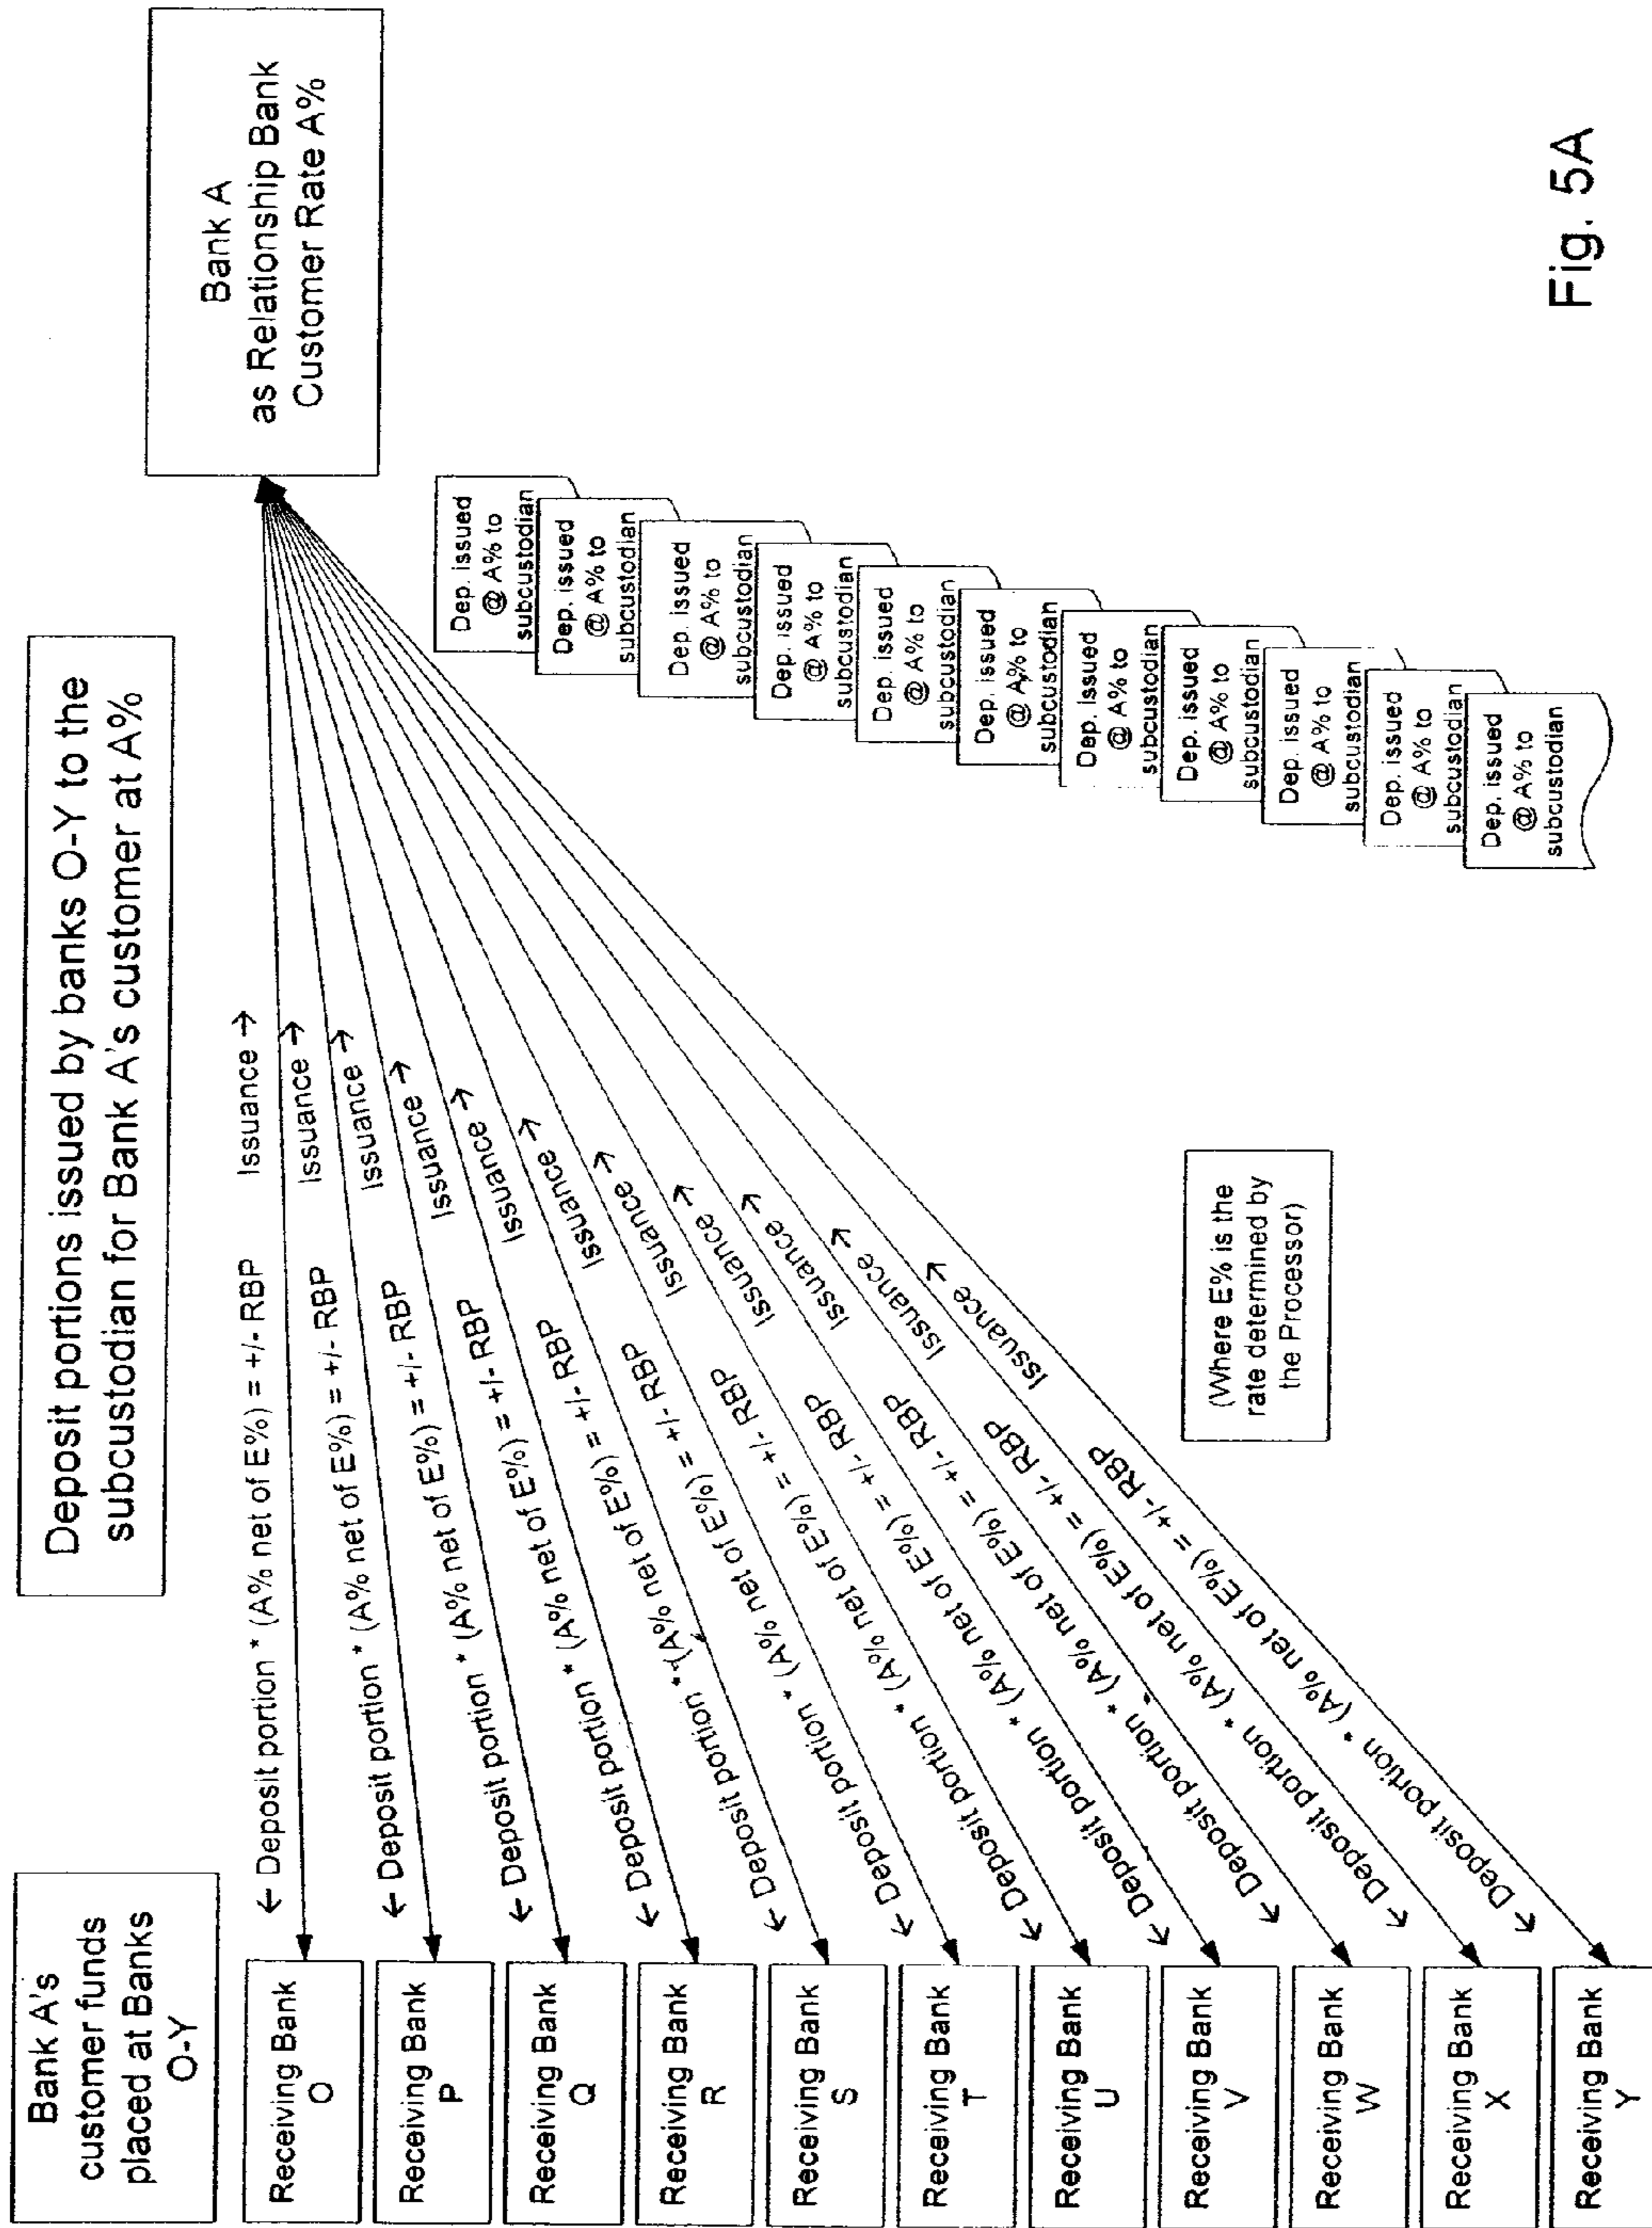 Bank A's
customer funds
placed at Banks
O-Y
Deposit portions issued by banks O-Y to the
subcustodian for Bank A's customer at A%
Bank A
as Relationship Bank
Customer Rate A%
Receiving Bank
O
Receiving Bank
P
Receiving Bank
Q
Receiving Bank
R
Receiving Bank
S
Receiving Bank
T
Receiving Bank
U
Receiving Bank
V
Receiving Bank
W
Receiving Bank
X
Receiving Bank
Y
← Deposit portion * (A% net of E%) = +/- RBP Issuance →
← Deposit portion * (A% net of E%) = +/- RBP Issuance →
← Deposit portion * (A% net of E%) = +/- RBP Issuance →
← Deposit portion * (A% net of E%) = +/- RBP Issuance →
← Deposit portion * (A% net of E%) = +/- RBP Issuance →
← Deposit portion * (A% net of E%) = +/- RBP Issuance →
← Deposit portion * (A% net of E%) = +/- RBP Issuance →
← Deposit portion * (A% net of E%) = +/- RBP Issuance →
← Deposit portion * (A% net of E%) = +/- RBP Issuance →
← Deposit portion * (A% net of E%) = +/- RBP Issuance →
← Deposit portion * (A% net of E%) = +/- RBP Issuance →
(Where E% is the
rate determined by
the Processor)
Dep. issued
@ A% to
subcustodian
Dep. issued
@ A% to
subcustodian
Dep. issued
@ A% to
subcustodian
Dep. issued
@ A% to
subcustodian
Dep. issued
@ A% to
subcustodian
Dep. issued
@ A% to
subcustodian
Dep. issued
@ A% to
subcustodian
Dep. issued
@ A% to
subcustodian
Dep. issued
@ A% to
subcustodian
Dep. issued
@ A% to
subcustodian
Dep. issued
@ A% to
subcustodian
Fig. 5A